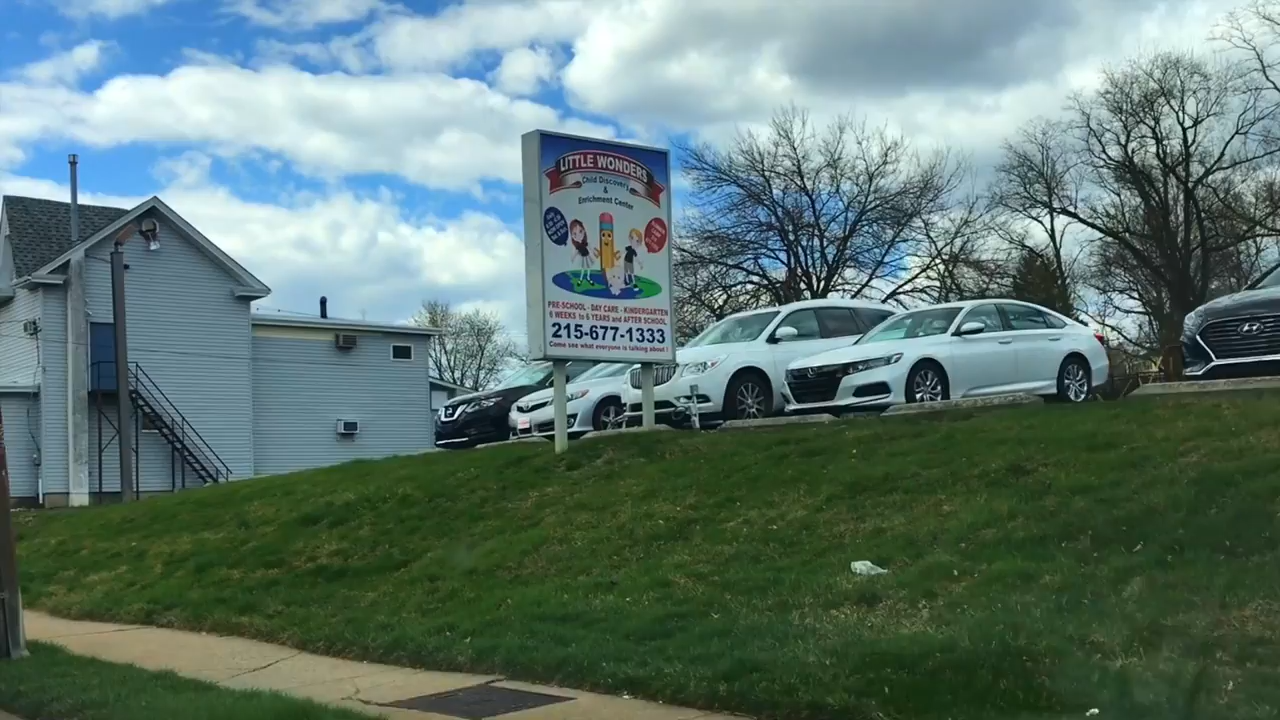 LITTLE WONDERS
Child Discovery
&
Enrichment Center
PRE-SCHOOL - DAY CARE - KINDERGARTEN
6 WEEKS to 6 YEARS and AFTER SCHOOL
215-677-1333
Come see what everyone is talking about!